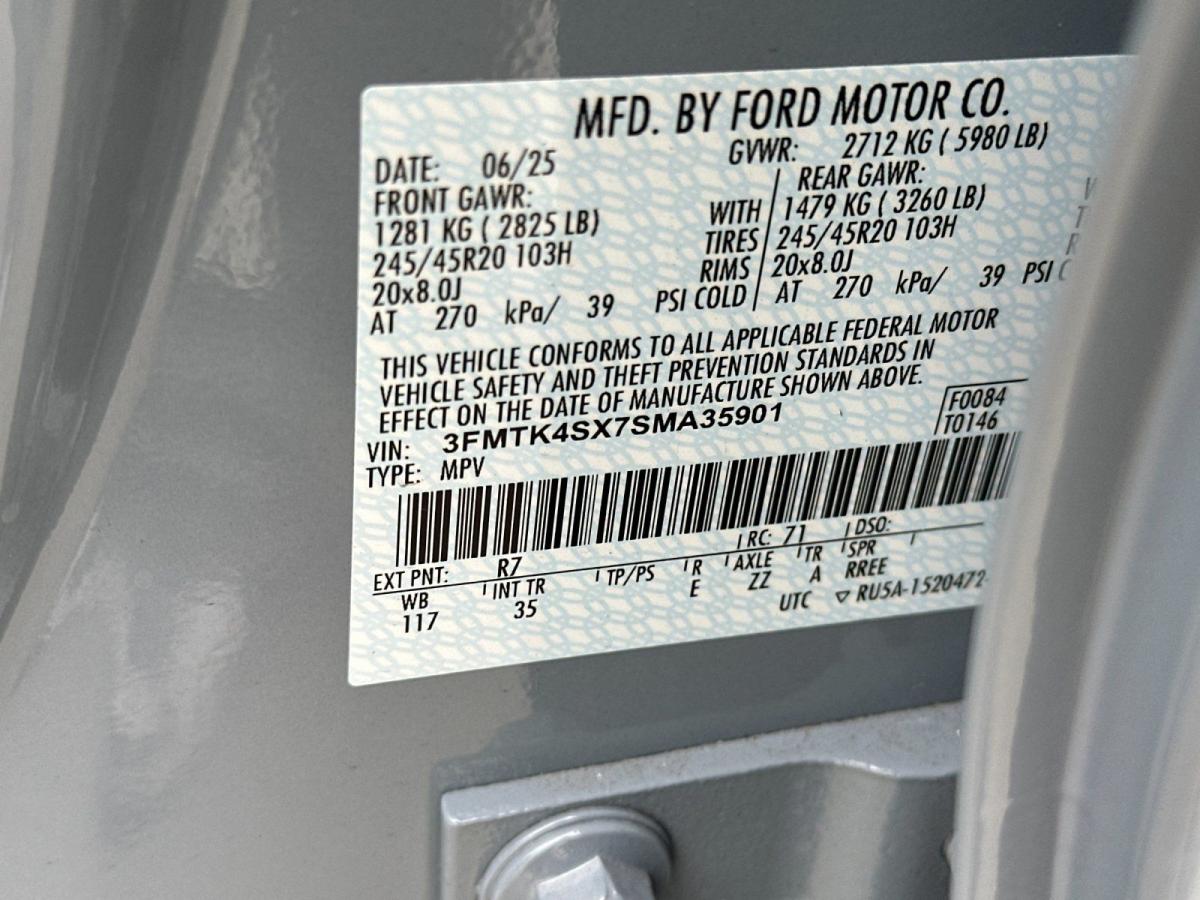 MFD. BY FORD MOTOR CO.
DATE: 06/25 GVWR: 2712 KG ( 5980 LB)
FRONT GAWR: REAR GAWR:
1281 KG ( 2825 LB) WITH 1479 KG ( 3260 LB)
245/45R20 103H TIRES 245/45R20 103H
20x8.0J RIMS 20x8.0J
AT 270 kPa/ 39 PSI COLD AT 270 kPa/ 39 PSI
THIS VEHICLE CONFORMS TO ALL APPLICABLE FEDERAL MOTOR
VEHICLE SAFETY AND THEFT PREVENTION STANDARDS IN
EFFECT ON THE DATE OF MANUFACTURE SHOWN ABOVE.
VIN: 3FMTK4SX7SMA35901 F0084
TYPE: MPV T0146
EXT PNT: R7 RC: 71 DSO:
WB INT TR TP/PS R AXLE TR SPR
117 35 E ZZ A RREE
UTC ▽ RU5A-1520472-